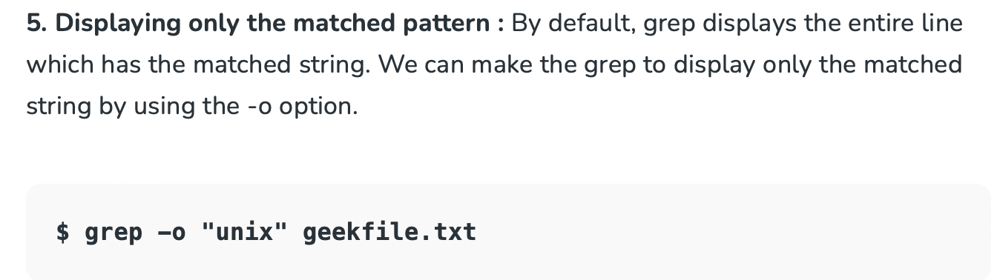 5. Displaying only the matched pattern : By default, grep displays the entire line
which has the matched string. We can make the grep to display only the matched
string by using the -o option.
$ grep -o "unix" geekfile.txt